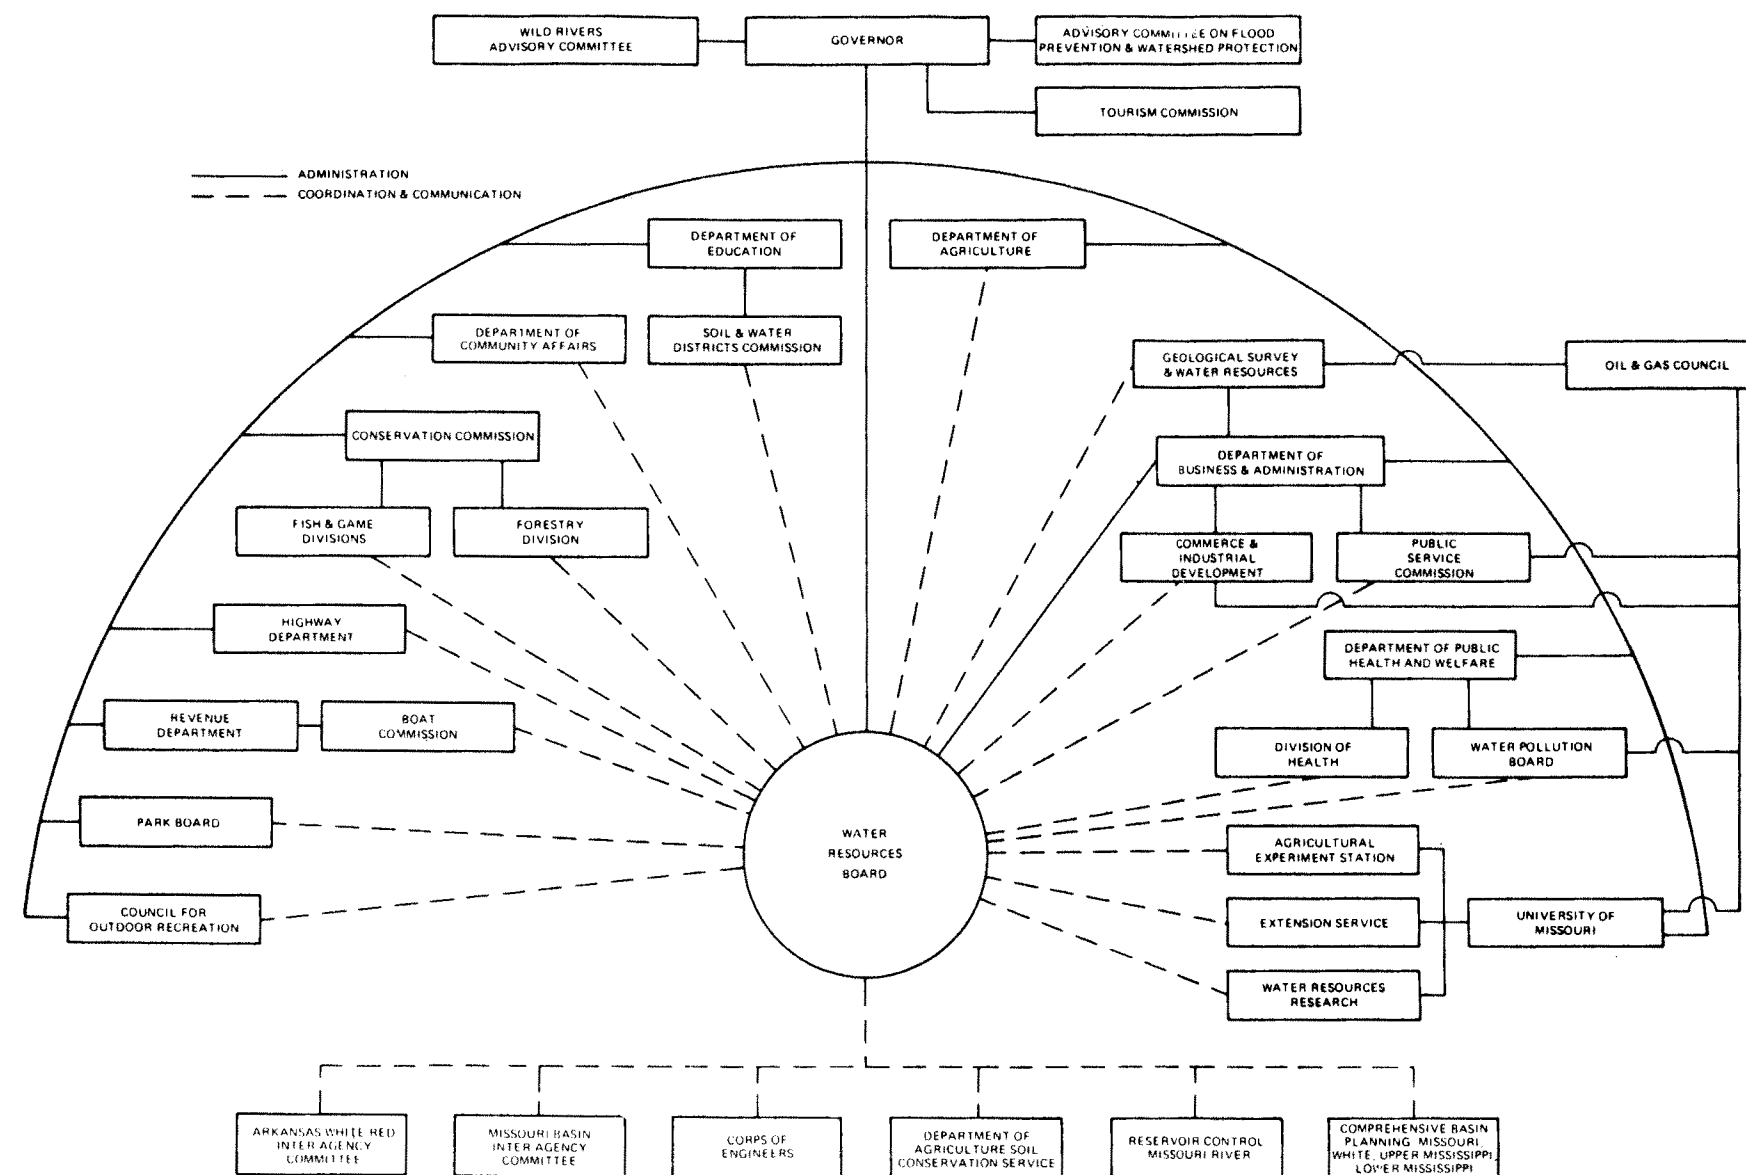 WILD RIVERS
ADVISORY COMMITTEE
GOVERNOR
ADVISORY COMMITTEE ON FLOOD
PREVENTION & WATERSHED PROTECTION
TOURISM COMMISSION
ADMINISTRATION
COORDINATION & COMMUNICATION
DEPARTMENT OF
EDUCATION
DEPARTMENT OF
AGRICULTURE
DEPARTMENT OF
COMMUNITY AFFAIRS
SOIL & WATER
DISTRICTS COMMISSION
GEOLOGICAL SURVEY
& WATER RESOURCES
OIL & GAS COUNCIL
CONSERVATION COMMISSION
DEPARTMENT OF
BUSINESS & ADMINISTRATION
FISH & GAME
DIVISIONS
FORESTRY
DIVISION
COMMERCE &
INDUSTRIAL
DEVELOPMENT
PUBLIC
SERVICE
COMMISSION
HIGHWAY
DEPARTMENT
DEPARTMENT OF PUBLIC
HEALTH AND WELFARE
REVENUE
DEPARTMENT
BOAT
COMMISSION
DIVISION OF
HEALTH
WATER POLLUTION
BOARD
PARK BOARD
WATER
RESOURCES
BOARD
AGRICULTURAL
EXPERIMENT STATION
COUNCIL FOR
OUTDOOR RECREATION
EXTENSION SERVICE
UNIVERSITY OF
MISSOURI
WATER RESOURCES
RESEARCH
ARKANSAS WHITE RED
INTER AGENCY
COMMITTEE
MISSOURI BASIN
INTER AGENCY
COMMITTEE
CORPS OF
ENGINEERS
DEPARTMENT OF
AGRICULTURE SOIL
CONSERVATION SERVICE
RESERVOIR CONTROL
MISSOURI RIVER
COMPREHENSIVE BASIN
PLANNING MISSOURI,
WHITE, UPPER MISSISSIPPI,
LOWER MISSISSIPPI